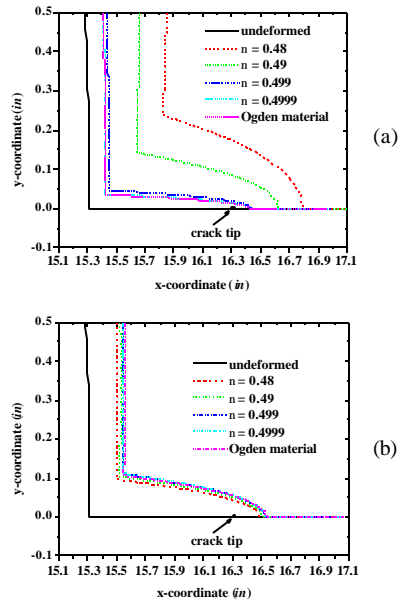 0.5
0.4
0.3
0.2
0.1
0.0
-0.1
y-coordinate (in)
undeformed
n = 0.48
n = 0.49
n = 0.499
n = 0.4999
Ogden material
(a)
crack tip
15.1 15.3 15.5 15.7 15.9 16.1 16.3 16.5 16.7 16.9 17.1
x-coordinate (in)
0.5
0.4
0.3
0.2
0.1
0.0
-0.1
y-coordinate (in)
undeformed
n = 0.48
n = 0.49
n = 0.499
n = 0.4999
Ogden material
(b)
crack tip
15.1 15.3 15.5 15.7 15.9 16.1 16.3 16.5 16.7 16.9 17.1
x-coordinate (in)